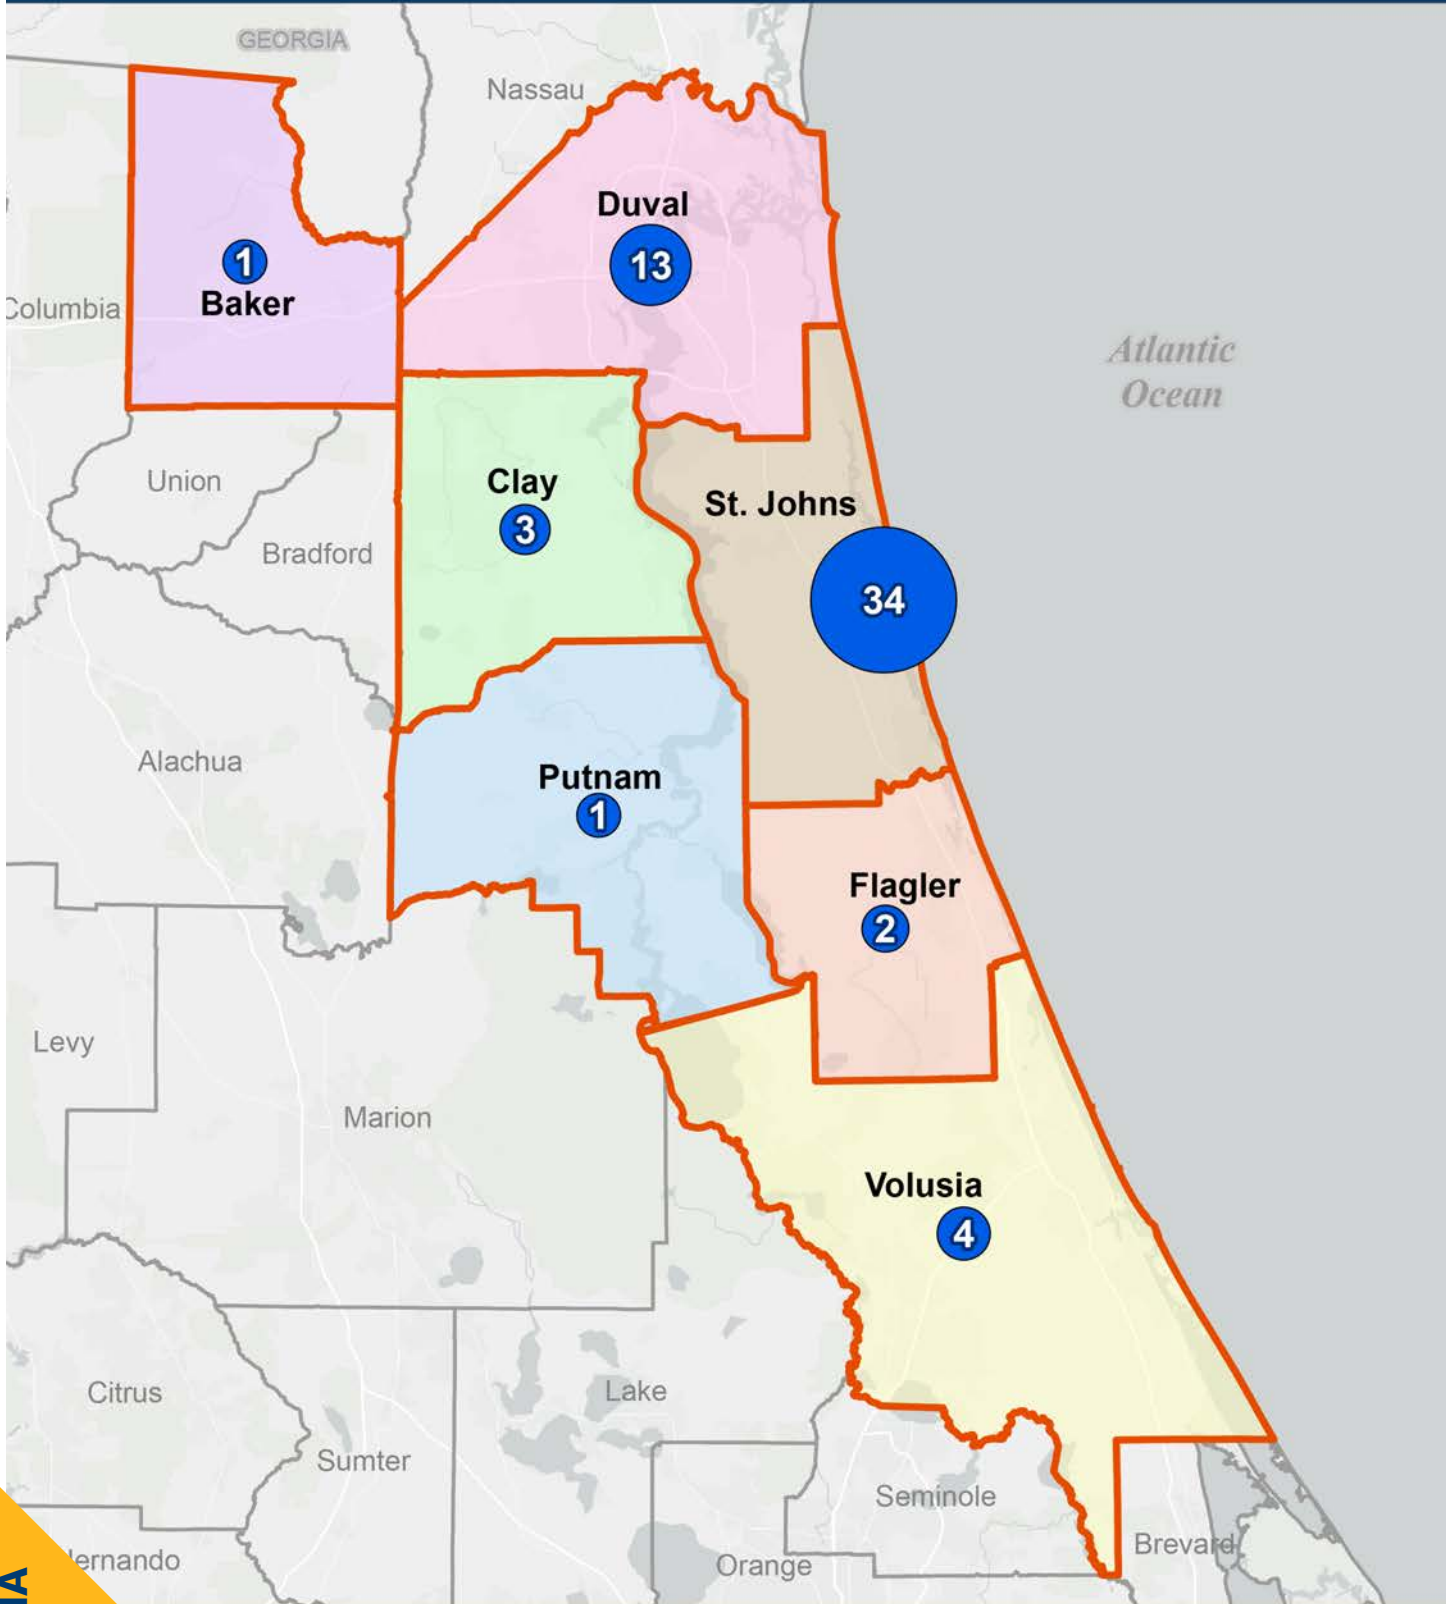 GEORGIA
Nassau
Duval
13
1
Baker
Columbia
Atlantic
Ocean
Union
Clay
3
St. Johns
Bradford
34
Alachua
Putnam
1
Flagler
2
Levy
Marion
Volusia
4
Citrus
Lake
Sumter
Seminole
Brevard
Orange